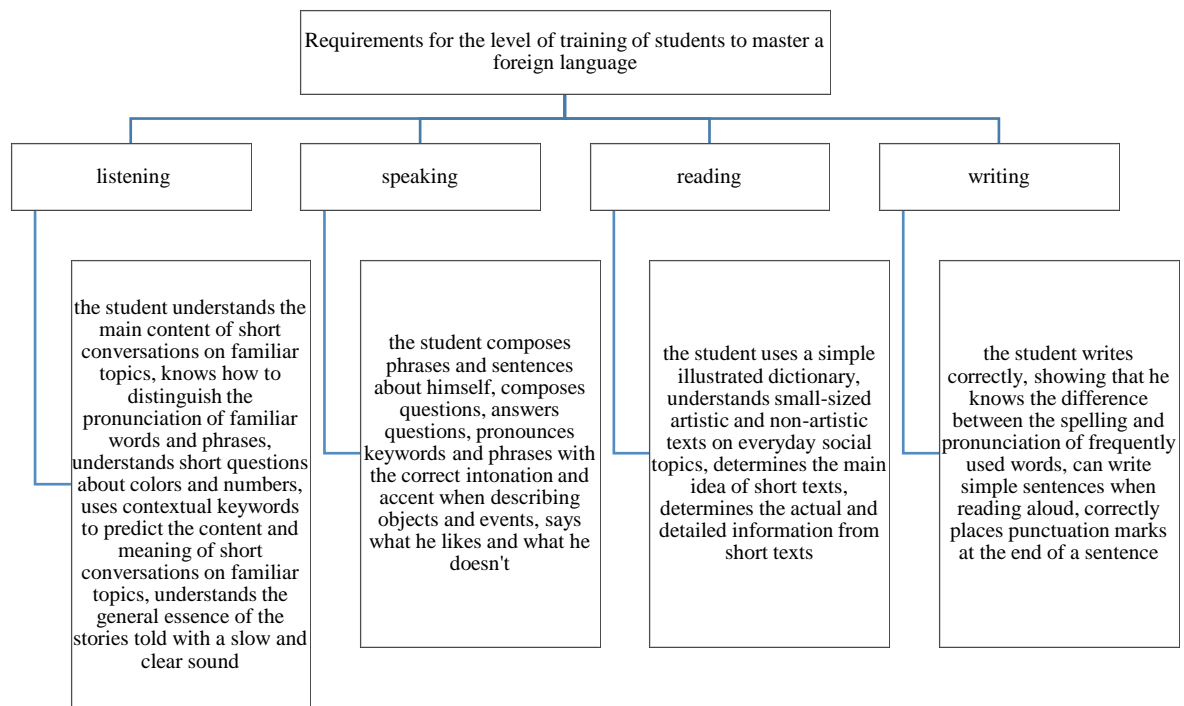 Requirements for the level of training of students to master a
foreign language
listening
speaking
reading
writing
the student understands the
main content of short
conversations on familiar
topics, knows how to
distinguish the
pronunciation of familiar
words and phrases,
understands short questions
about colors and numbers,
uses contextual keywords
to predict the content and
meaning of short
conversations on familiar
topics, understands the
general essence of the
stories told with a slow and
clear sound
the student composes
phrases and sentences
about himself, composes
questions, answers
questions, pronounces
keywords and phrases with
the correct intonation and
accent when describing
objects and events, says
what he likes and what he
doesn't
the student uses a simple
illustrated dictionary,
understands small-sized
artistic and non-artistic
texts on everyday social
topics, determines the main
idea of short texts,
determines the actual and
detailed information from
short texts
the student writes
correctly, showing that he
knows the difference
between the spelling and
pronunciation of frequently
used words, can write
simple sentences when
reading aloud, correctly
places punctuation marks
at the end of a sentence